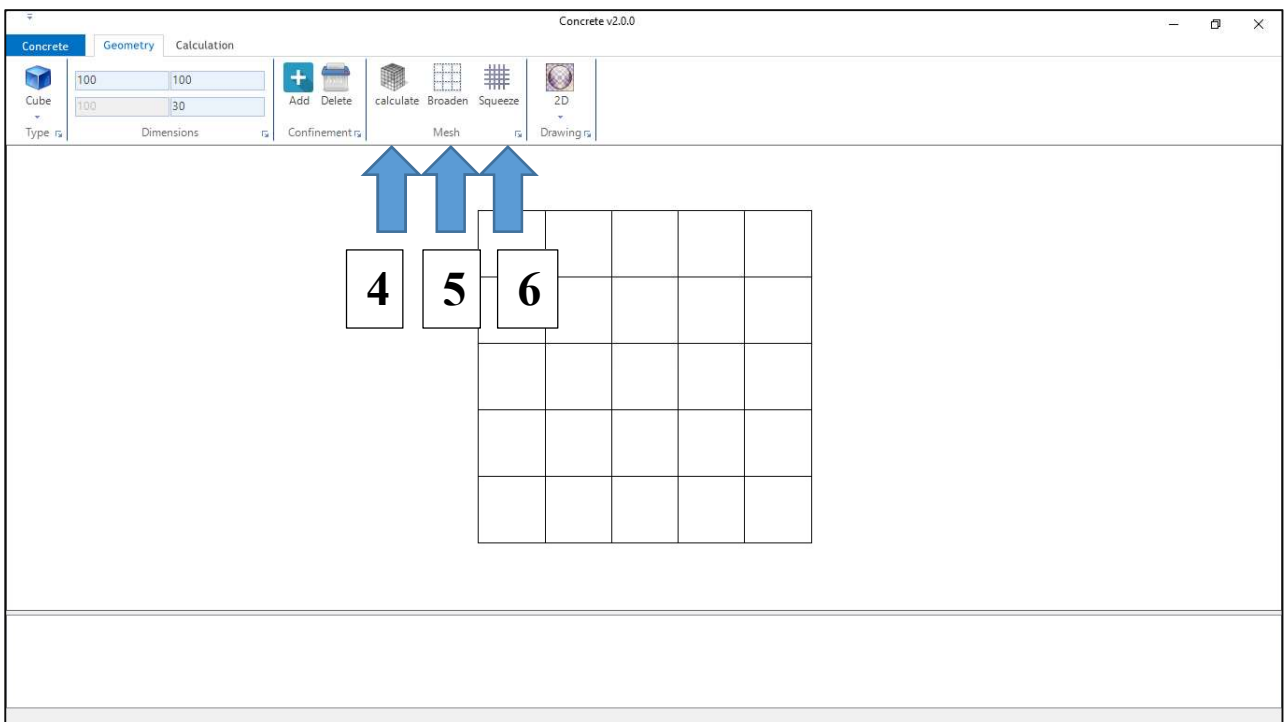 Concrete v2.0.0
Concrete Geometry Calculation
100 100
100 30
Cube Add Delete calculate Broaden Squeeze 2D
Type Dimensions Confinement Mesh Drawing
4 5 6